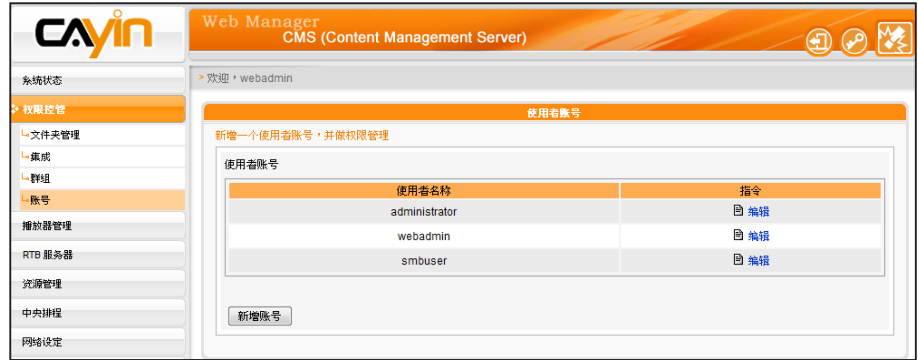 CAYIN
Web Manager
CMS (Content Management Server)
系统状态
权限控管
文件夹管理
集成
群组
账号
播放器管理
RTB 服务器
资源管理
中央排程
网络设定
> 欢迎，webadmin
使用者账号
新增一个使用者账号，并做权限管理
使用者账号
使用者名称 指令
administrator 编辑
webadmin 编辑
smbuser 编辑
新增账号